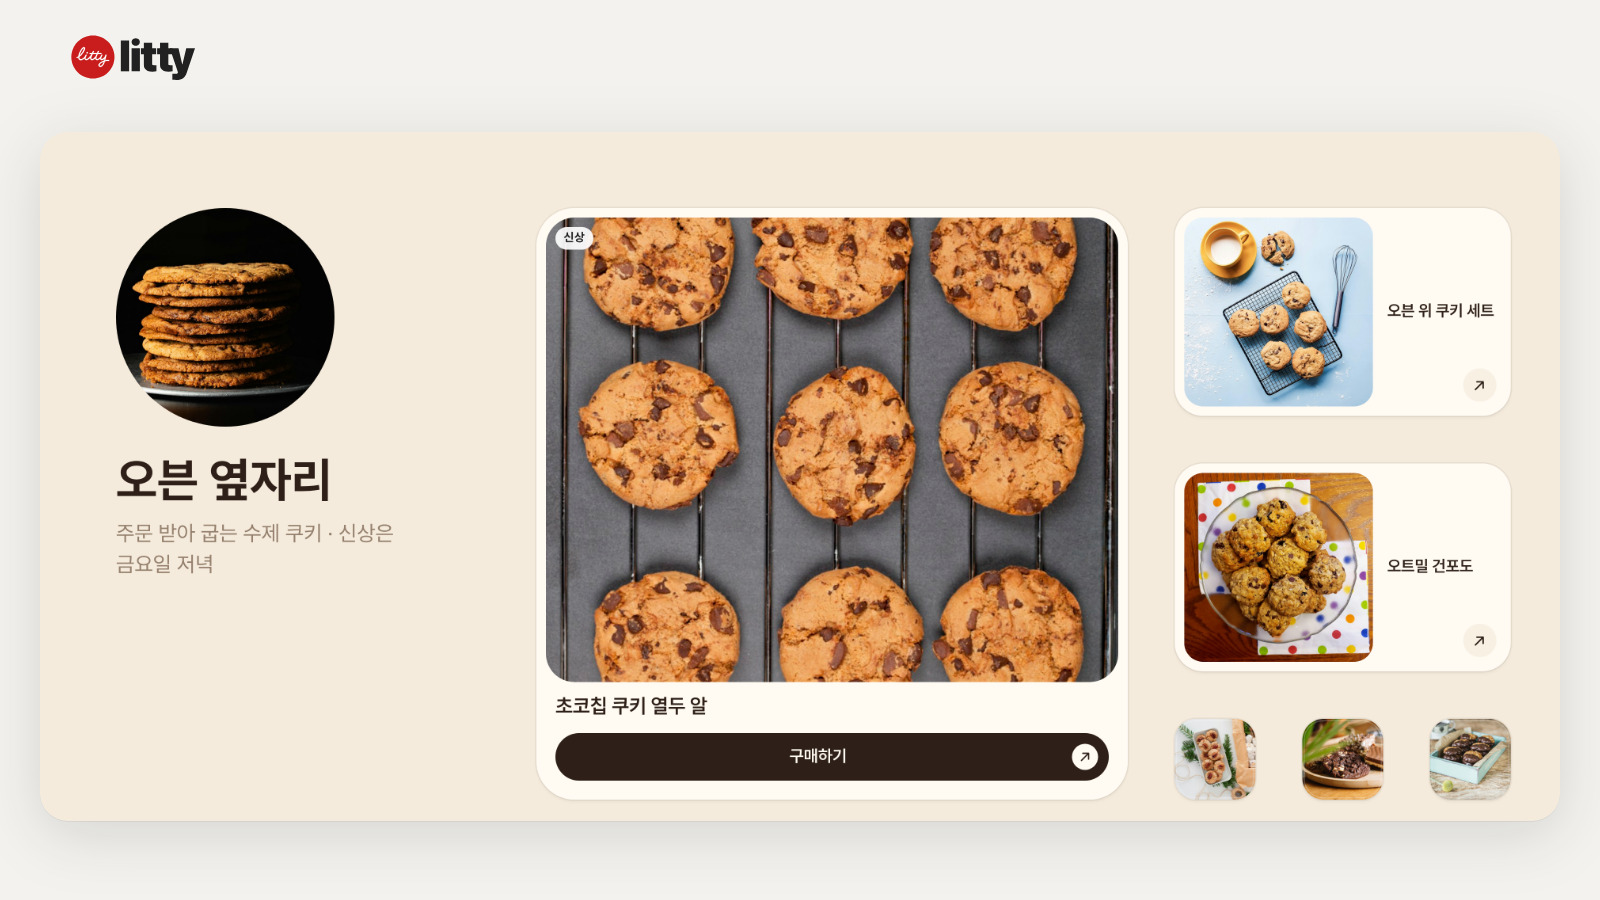 litty litty
오븐 옆자리
주문 받아 굽는 수제 쿠키 · 신상은
금요일 저녁
신상
초코칩 쿠키 열두 알
구매하기
오븐 위 쿠키 세트
오트밀 건포도